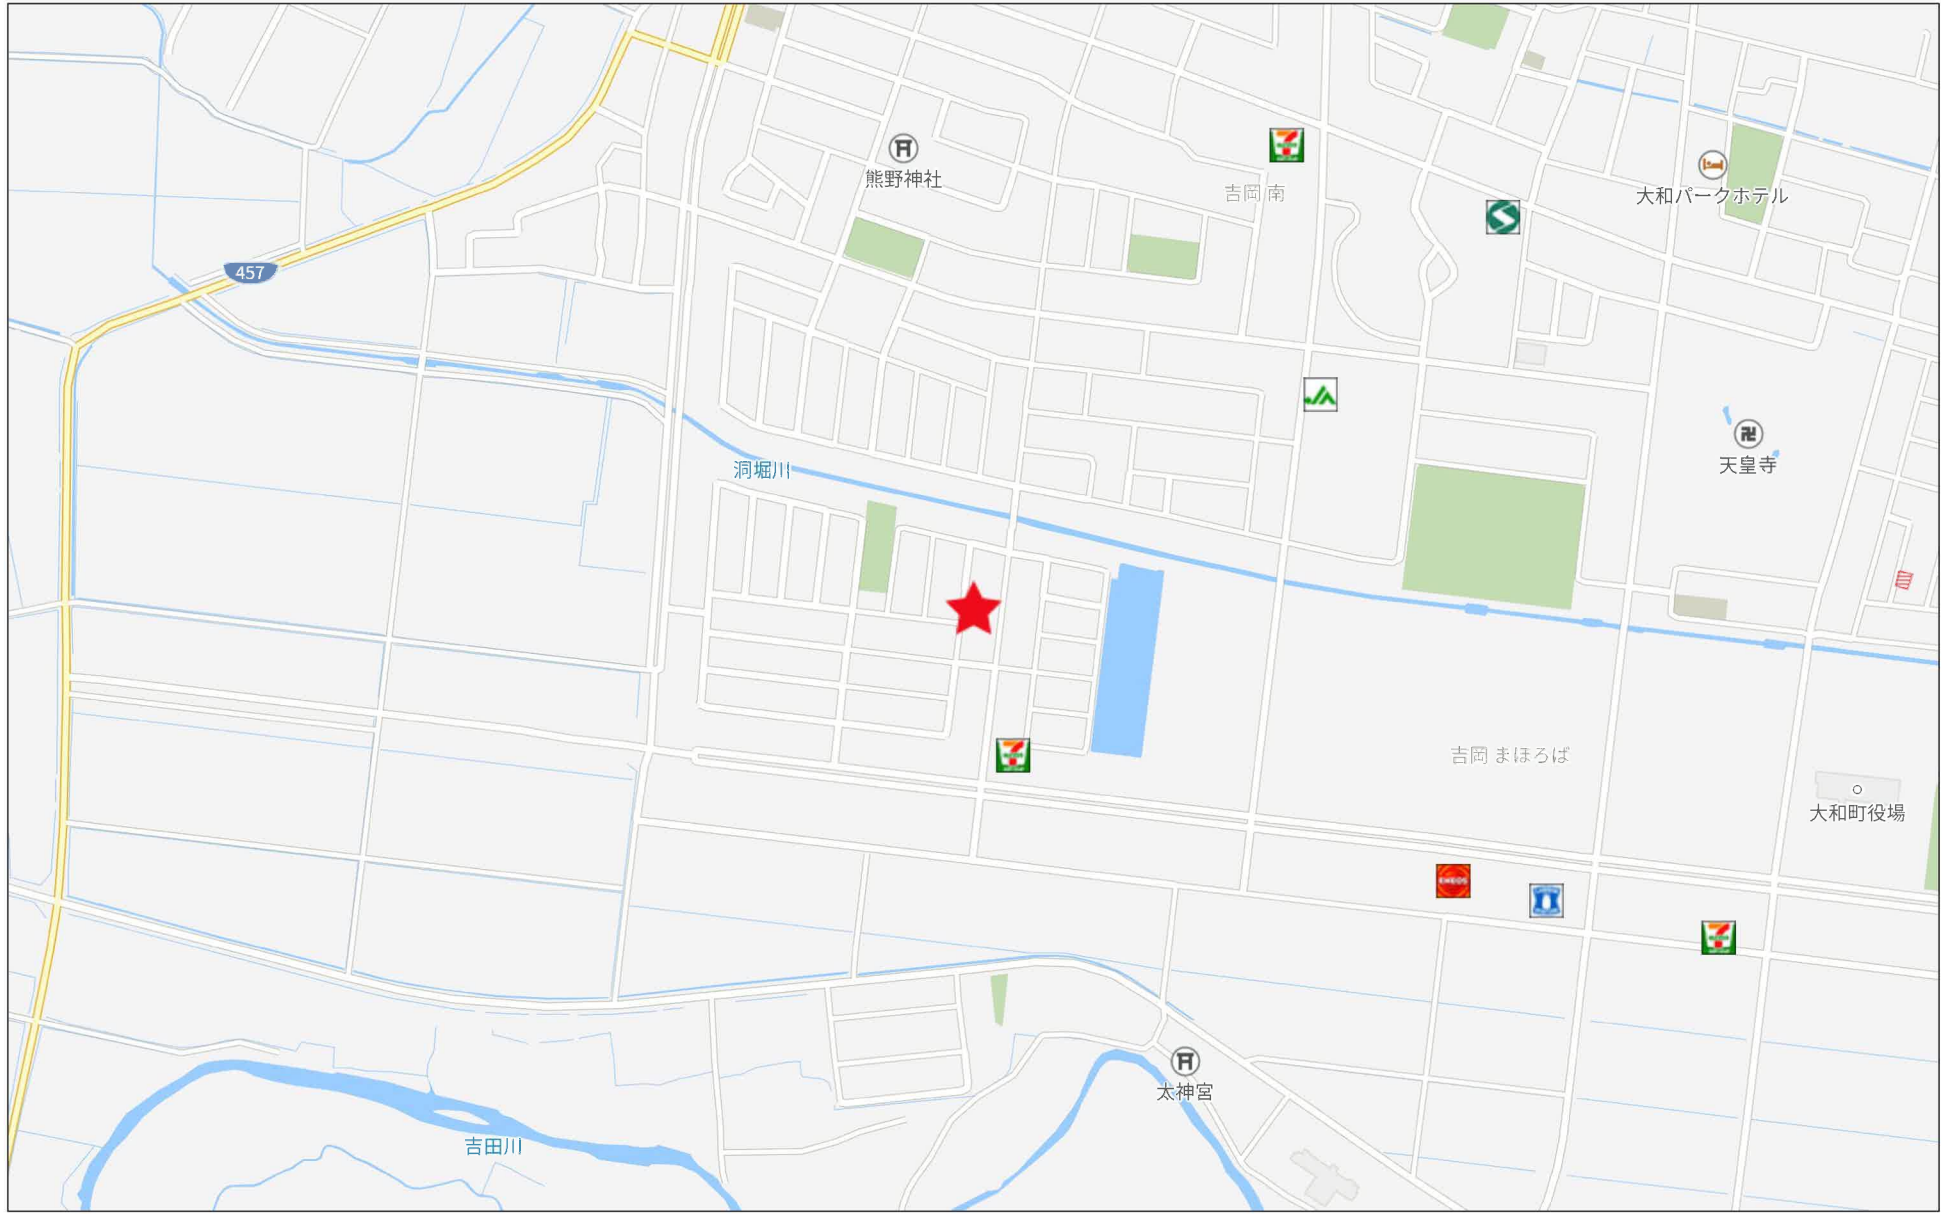 熊野神社
吉岡 南
大和パークホテル
457
洞堀川
天皇寺
吉岡 まほろば
大和町役場
ENEOS
太神宮
吉田川